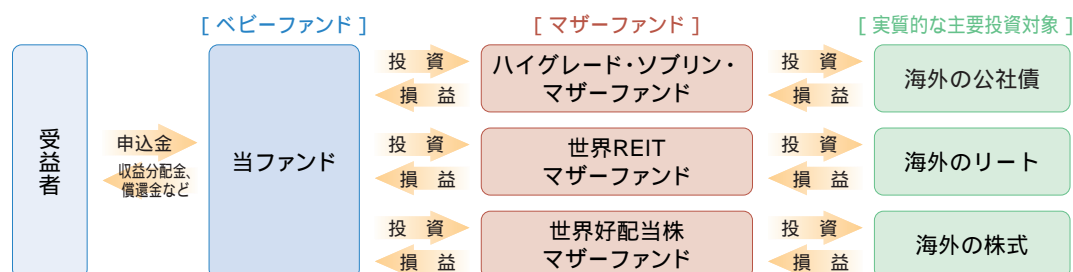 [ ベビーファンド ]
[ マザーファンド ]
[ 実質的な主要投資対象 ]
受益者
申込金
収益分配金、
償還金など
当ファンド
投 資
損 益
ハイグレード・ソブリン・
マザーファンド
投 資
損 益
海外の公社債
投 資
損 益
世界REIT
マザーファンド
投 資
損 益
海外のリート
投 資
損 益
世界好配当株
マザーファンド
投 資
損 益
海外の株式